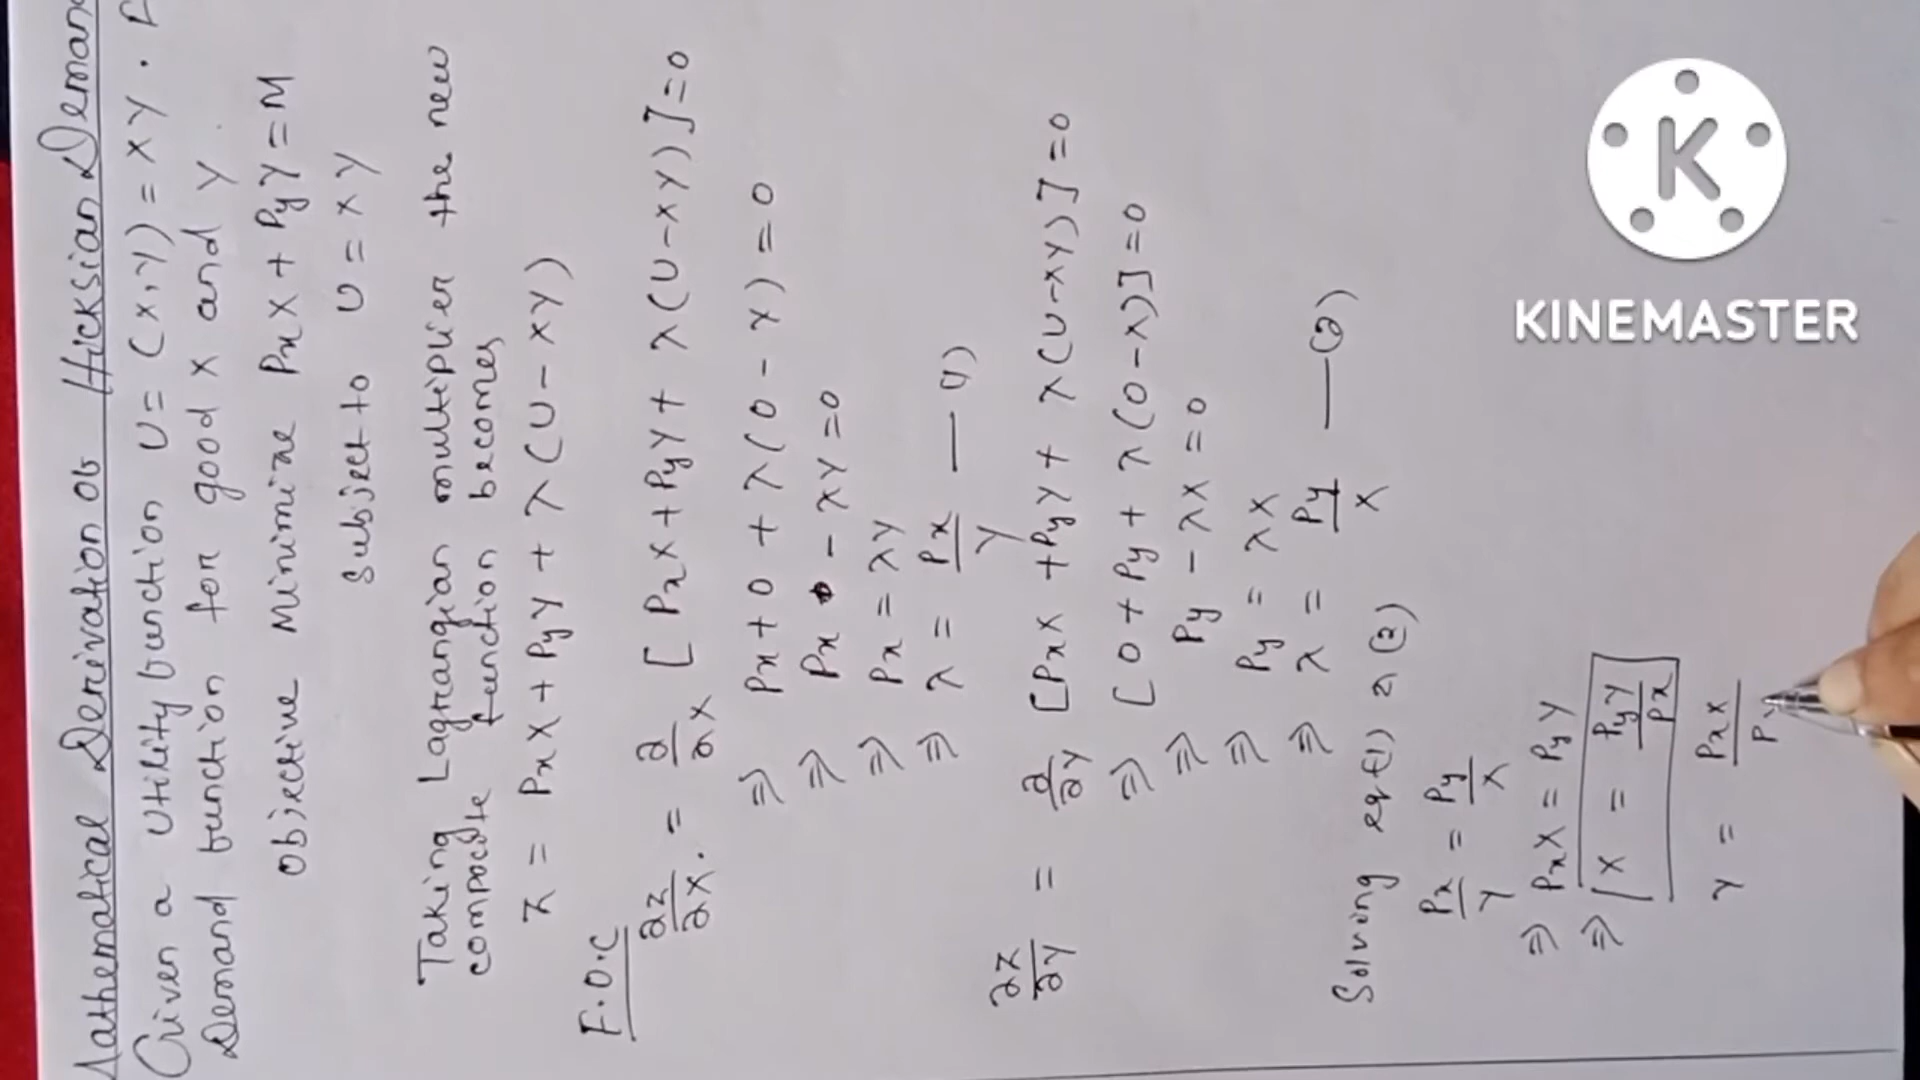 Mathematical Derivation of Hicksian Deman
Given a utility function U = (x,y) = xy.
Demand function for good x and y.
objective Minimize PxX + PyY = M
Subject to U = xy
Taking Lagrangian multiplier the new
composite function becomes
Z = PxX + PyY + λ(U - XY)
F.O.C
∂Z/∂X. = ∂/∂X [PxX + PyY + λ(U-XY)] = 0
⇒ Px + 0 + λ(0 - Y) = 0
⇒ Px - λY = 0
⇒ Px = λY
⇒ λ = Px/Y — (1)
∂Z/∂Y = ∂/∂Y [PxX + PyY + λ(U-XY)] = 0
⇒ [0 + Py + λ(0-X)] = 0
⇒ Py - λX = 0
⇒ Py = λX
⇒ λ = Py/X — (2)
Solving eqn (1) & (2)
Px/Y = Py/X
⇒ PxX = PyY
⇒ X = PyY/Px
Y = PxX/Py
KINEMASTER